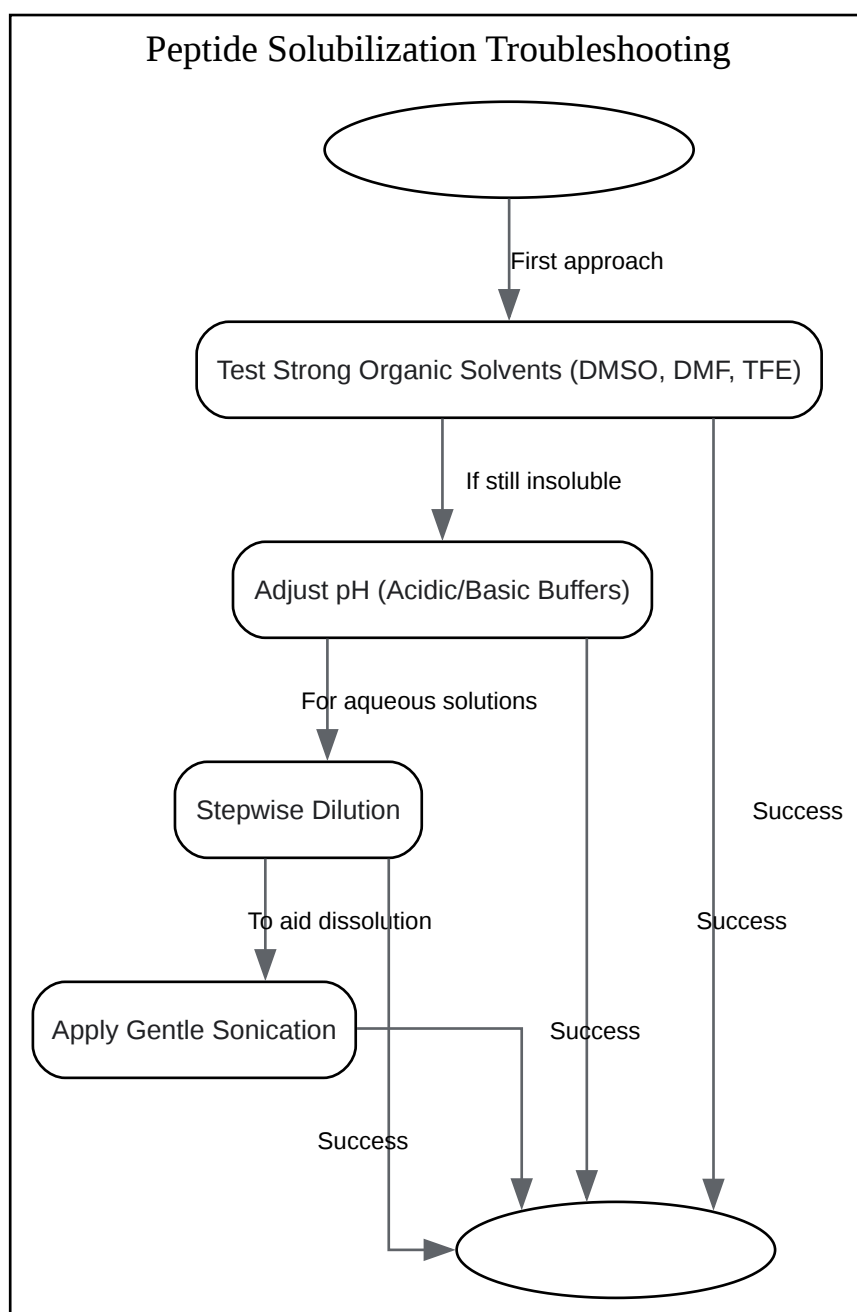 Peptide Solubilization Troubleshooting
First approach
Test Strong Organic Solvents (DMSO, DMF, TFE)
If still insoluble
Adjust pH (Acidic/Basic Buffers)
For aqueous solutions
Stepwise Dilution
Success
To aid dissolution
Success
Apply Gentle Sonication
Success
Success